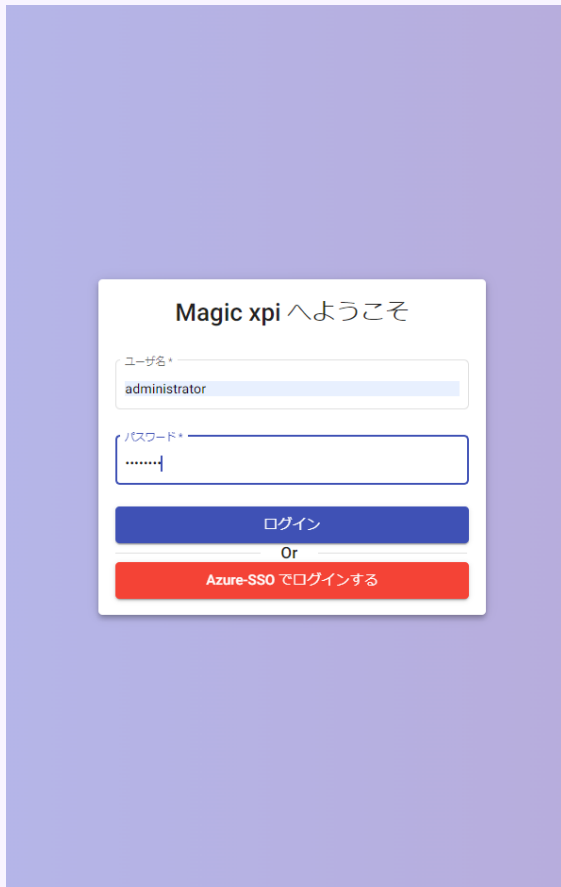 Magic xpi へようこそ
ユーザ名 *
administrator
パスワード *
••••••••
ログイン
Or
Azure-SSO でログインする